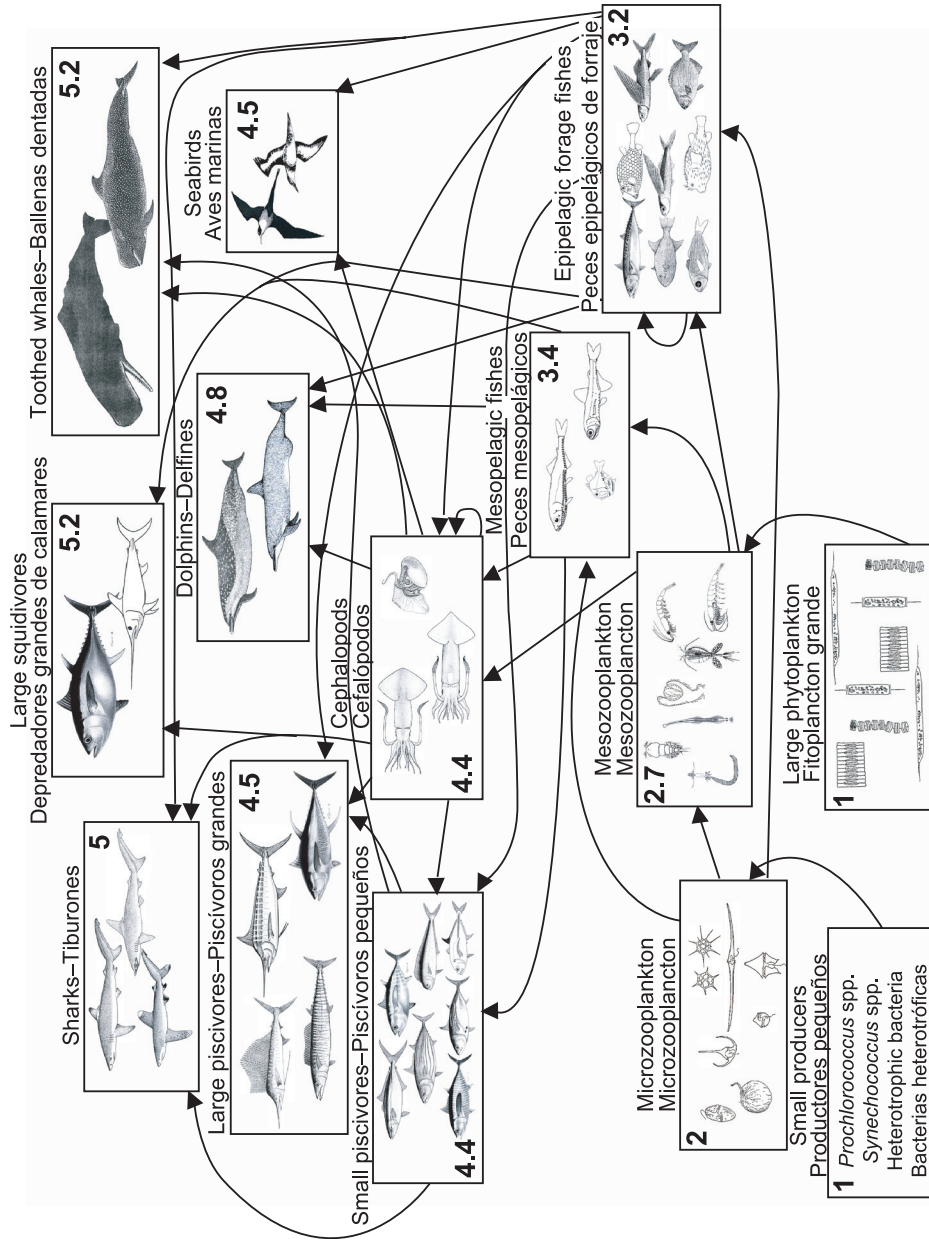 Toothed whales–Ballenas dentadas
5.2
Large squidivores
Depredadores grandes de calamares
5.2
Sharks–Tiburones
5
Seabirds
Aves marinas
4.5
Dolphins–Delfines
4.8
Large piscivores–Piscívoros grandes
4.5
Cephalopods
Cefalópodos
4.4
Small piscivores–Piscívoros pequeños
4.4
Epipelagic forage fishes
Peces epipelágicos de forraje
3.2
Mesopelagic fishes
Peces mesopelágicos
3.4
Mesozooplankton
Mesozooplancton
2.7
Microzooplankton
Microzooplancton
2
Large phytoplankton
Fitoplancton grande
1
Small producers
Productores pequeños
1
Prochlorococcus spp.
Synechococcus spp.
Heterotrophic bacteria
Bacterias heterotróficas